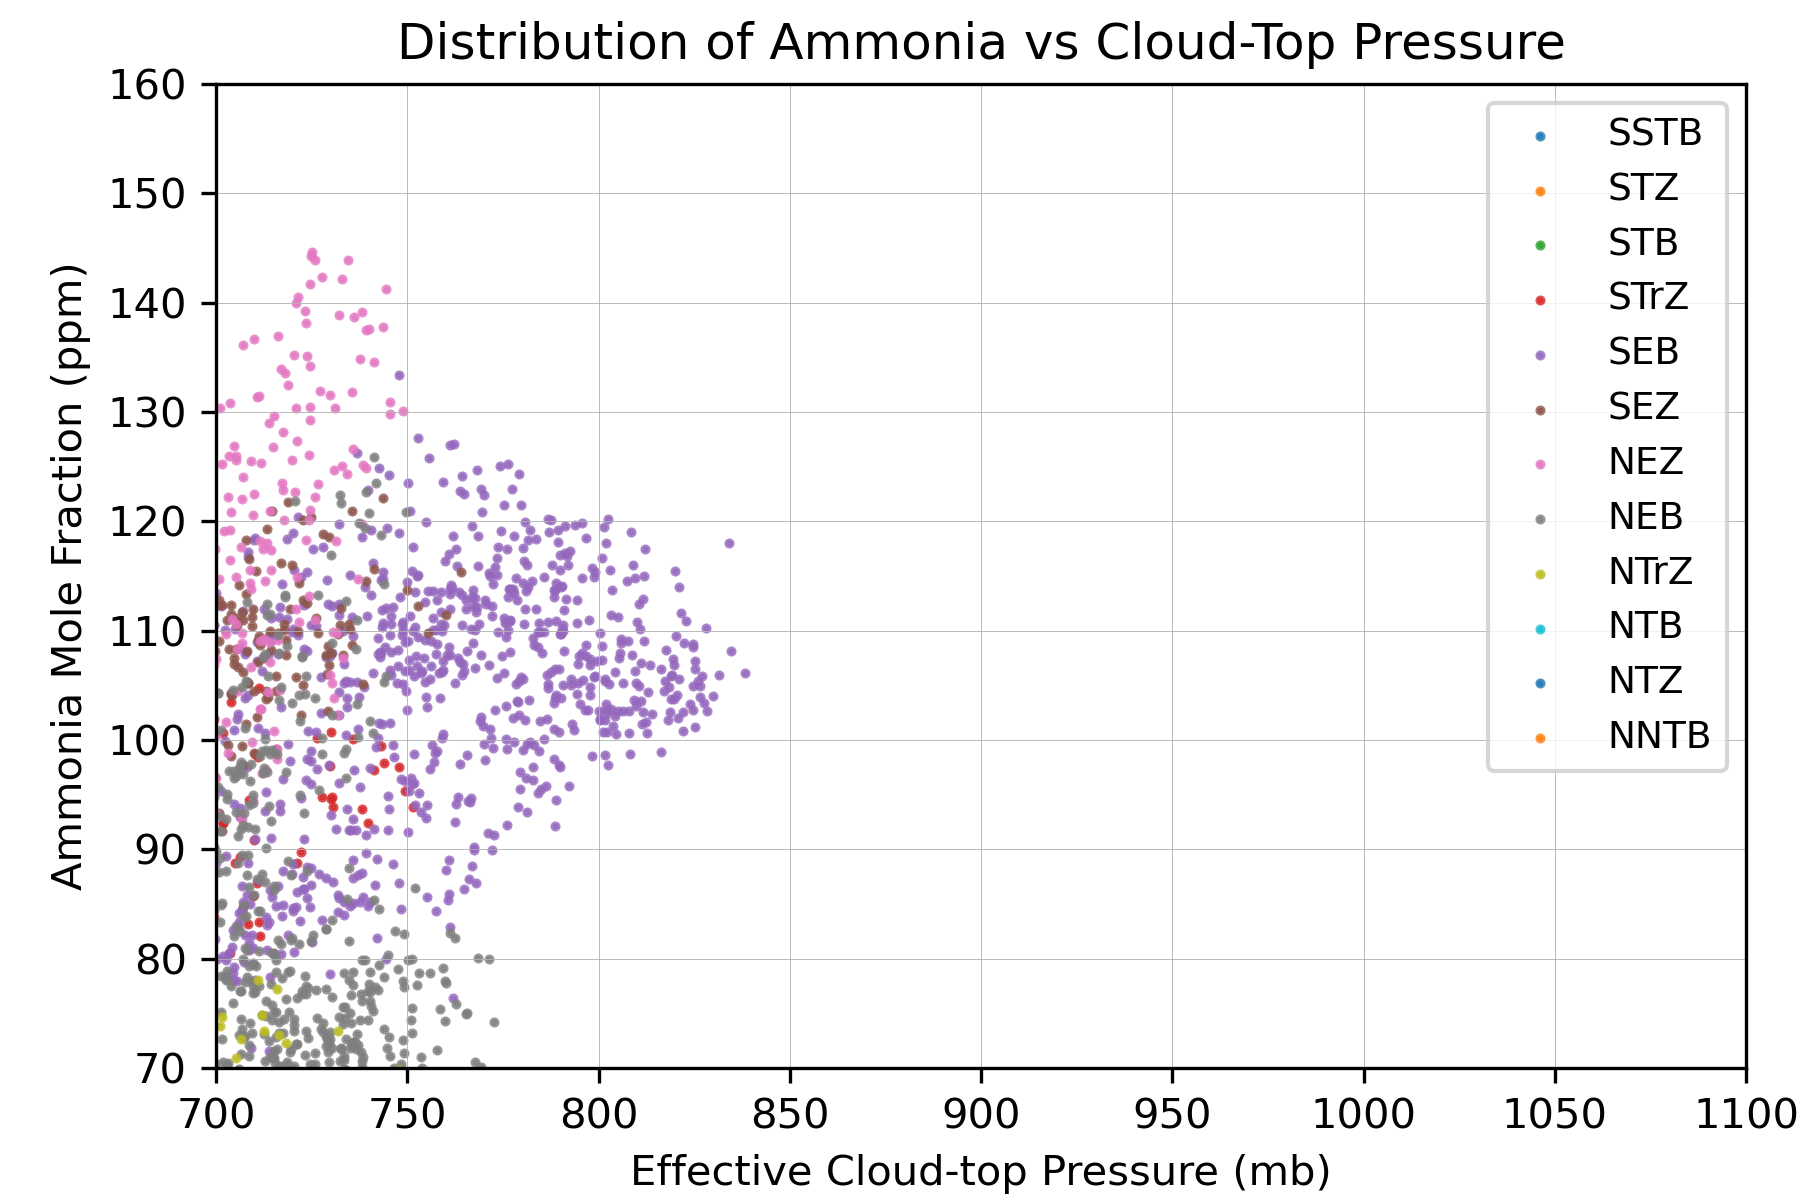 Distribution of Ammonia vs Cloud-Top Pressure
Ammonia Mole Fraction (ppm)
160
150
140
130
120
110
100
90
80
70
700 750 800 850 900 950 1000 1050 1100
Effective Cloud-top Pressure (mb)
SSTB
STZ
STB
STrZ
SEB
SEZ
NEZ
NEB
NTrZ
NTB
NTZ
NNTB